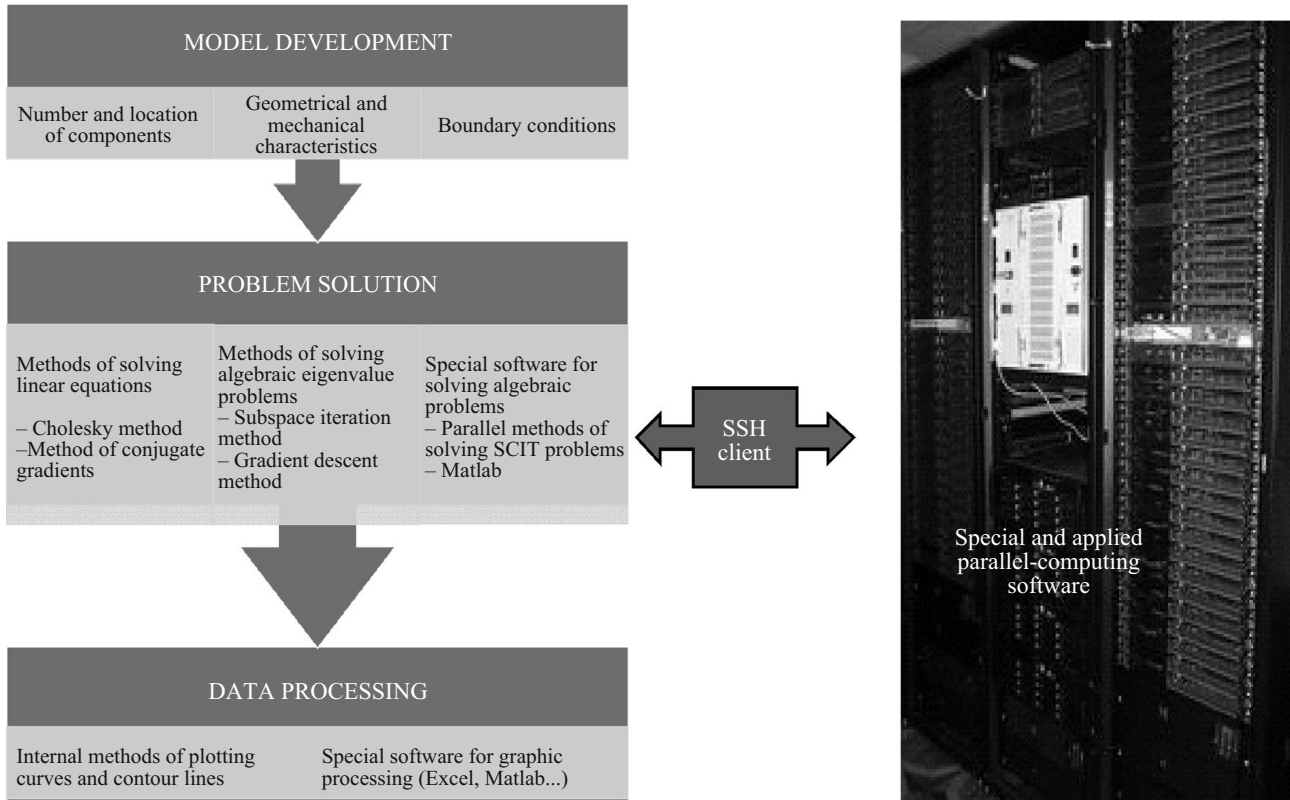 MODEL DEVELOPMENT
Number and location
of components
Geometrical and
mechanical
characteristics
Boundary conditions
PROBLEM SOLUTION
Methods of solving
linear equations
– Cholesky method
–Method of conjugate
gradients
Methods of solving
algebraic eigenvalue
problems
– Subspace iteration
method
– Gradient descent
method
Special software for
solving algebraic
problems
– Parallel methods of
solving SCIT problems
– Matlab
SSH
client
Special and applied
parallel-computing
software
DATA PROCESSING
Internal methods of plotting
curves and contour lines
Special software for graphic
processing (Excel, Matlab...)